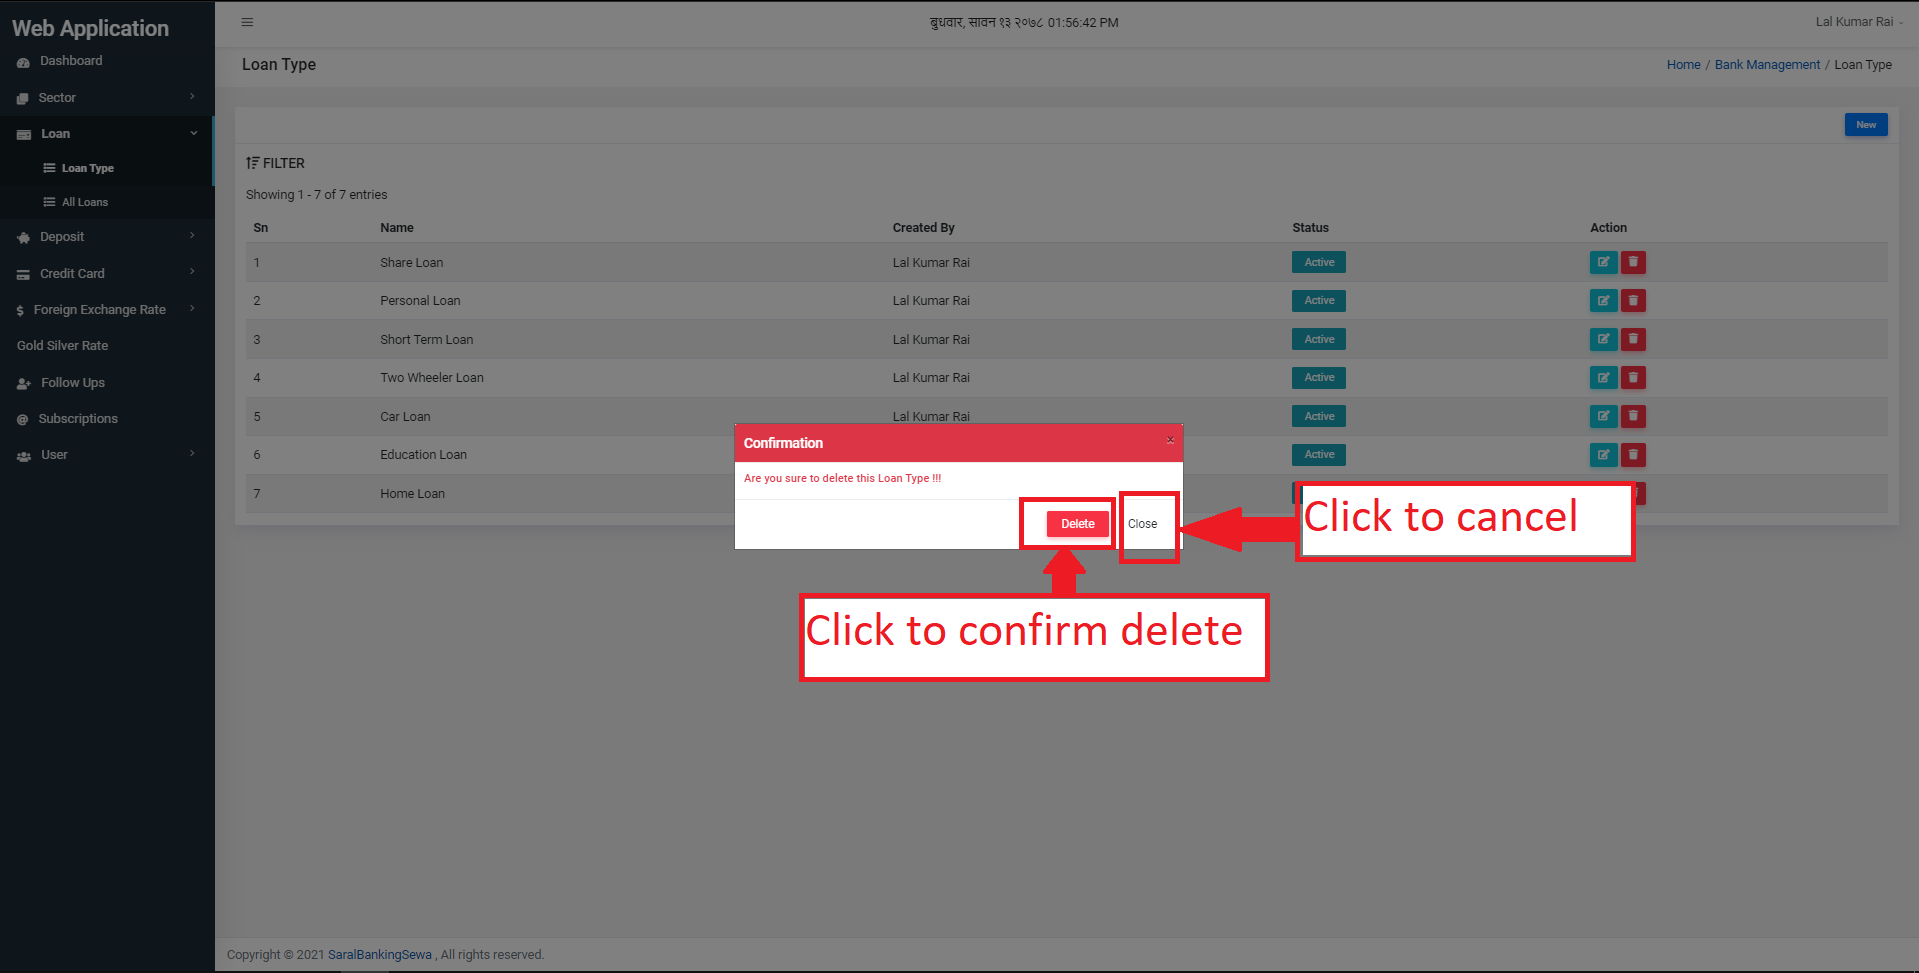 Web Application
Dashboard
Sector
Loan
Loan Type
All Loans
Deposit
Credit Card
Foreign Exchange Rate
Gold Silver Rate
Follow Ups
Subscriptions
User
बुधवार, सावन १३ २०७८ 01:56:42 PM
Lal Kumar Rai
Loan Type
Home / Bank Management / Loan Type
New
FILTER
Showing 1 - 7 of 7 entries
Sn Name Created By Status Action
1 Share Loan Lal Kumar Rai Active
2 Personal Loan Lal Kumar Rai Active
3 Short Term Loan Lal Kumar Rai Active
4 Two Wheeler Loan Lal Kumar Rai Active
5 Car Loan Lal Kumar Rai Active
6 Education Loan Active
7 Home Loan
Confirmation ×
Are you sure to delete this Loan Type !!!
Delete Close
Click to cancel
Click to confirm delete
Copyright © 2021 SaralBankingSewa , All rights reserved.